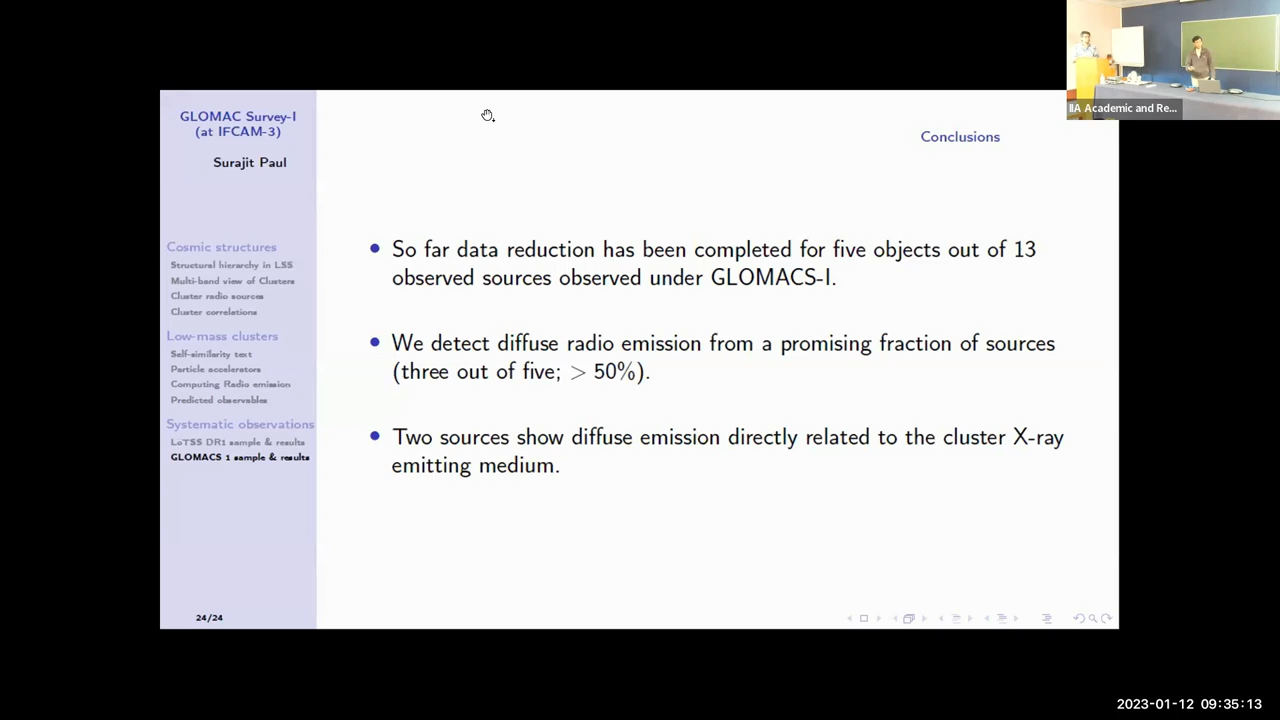 IIA Academic and Re...
GLOMAC Survey-I
(at IFCAM-3)
Surajit Paul
Cosmic structures
Structural hierarchy in LSS
Multi-band view of Clusters
Cluster radio sources
Cluster correlations
Low-mass clusters
Self-similarity text
Particle accelerators
Computing Radio emission
Predicted observables
Systematic observations
LoTSS DR1 sample & results
GLOMACS 1 sample & results
24/24
Conclusions
• So far data reduction has been completed for five objects out of 13
observed sources observed under GLOMACS-I.
• We detect diffuse radio emission from a promising fraction of sources
(three out of five; > 50%).
• Two sources show diffuse emission directly related to the cluster X-ray
emitting medium.
2023-01-12 09:35:13